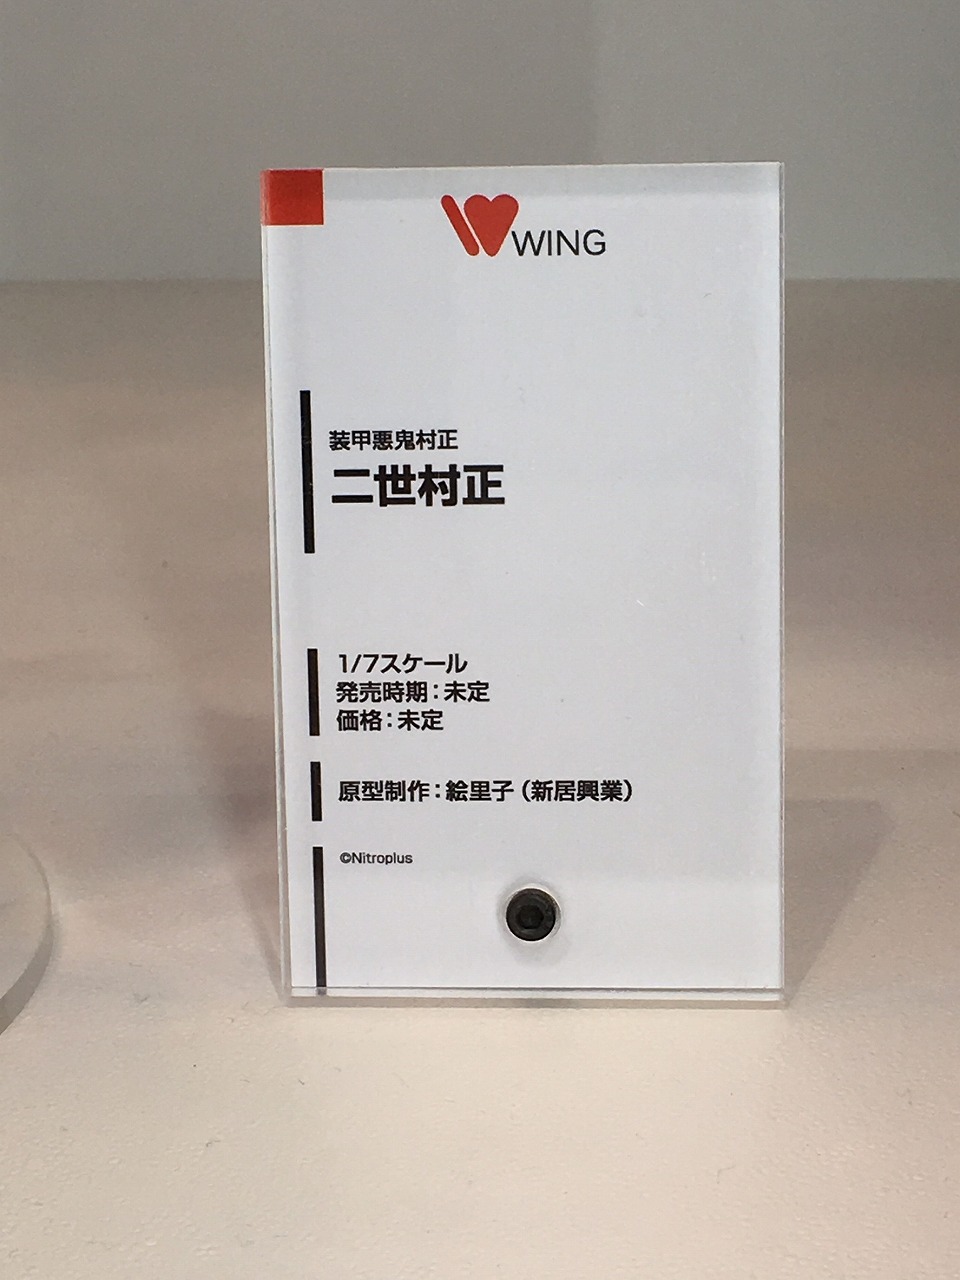 WING
装甲悪鬼村正
二世村正
1/7スケール
発売時期：未定
価格：未定
原型制作：絵里子（新居興業）
©Nitroplus